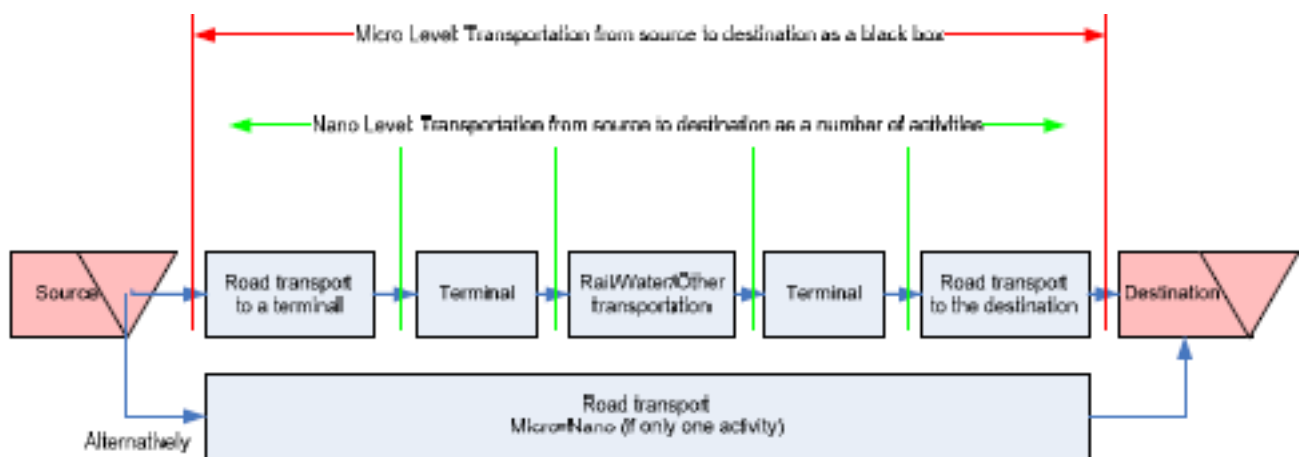 Micro Level: Transportation from source to destination as a black box
Nano Level: Transportation from source to destination as a number of activities
Source
Road transport
to a terminal
Terminal
Rail/Water/Other
transportation
Terminal
Road transport
to the destination
Destination
Road transport
Micro=Nano (if only one activity)
Alternatively